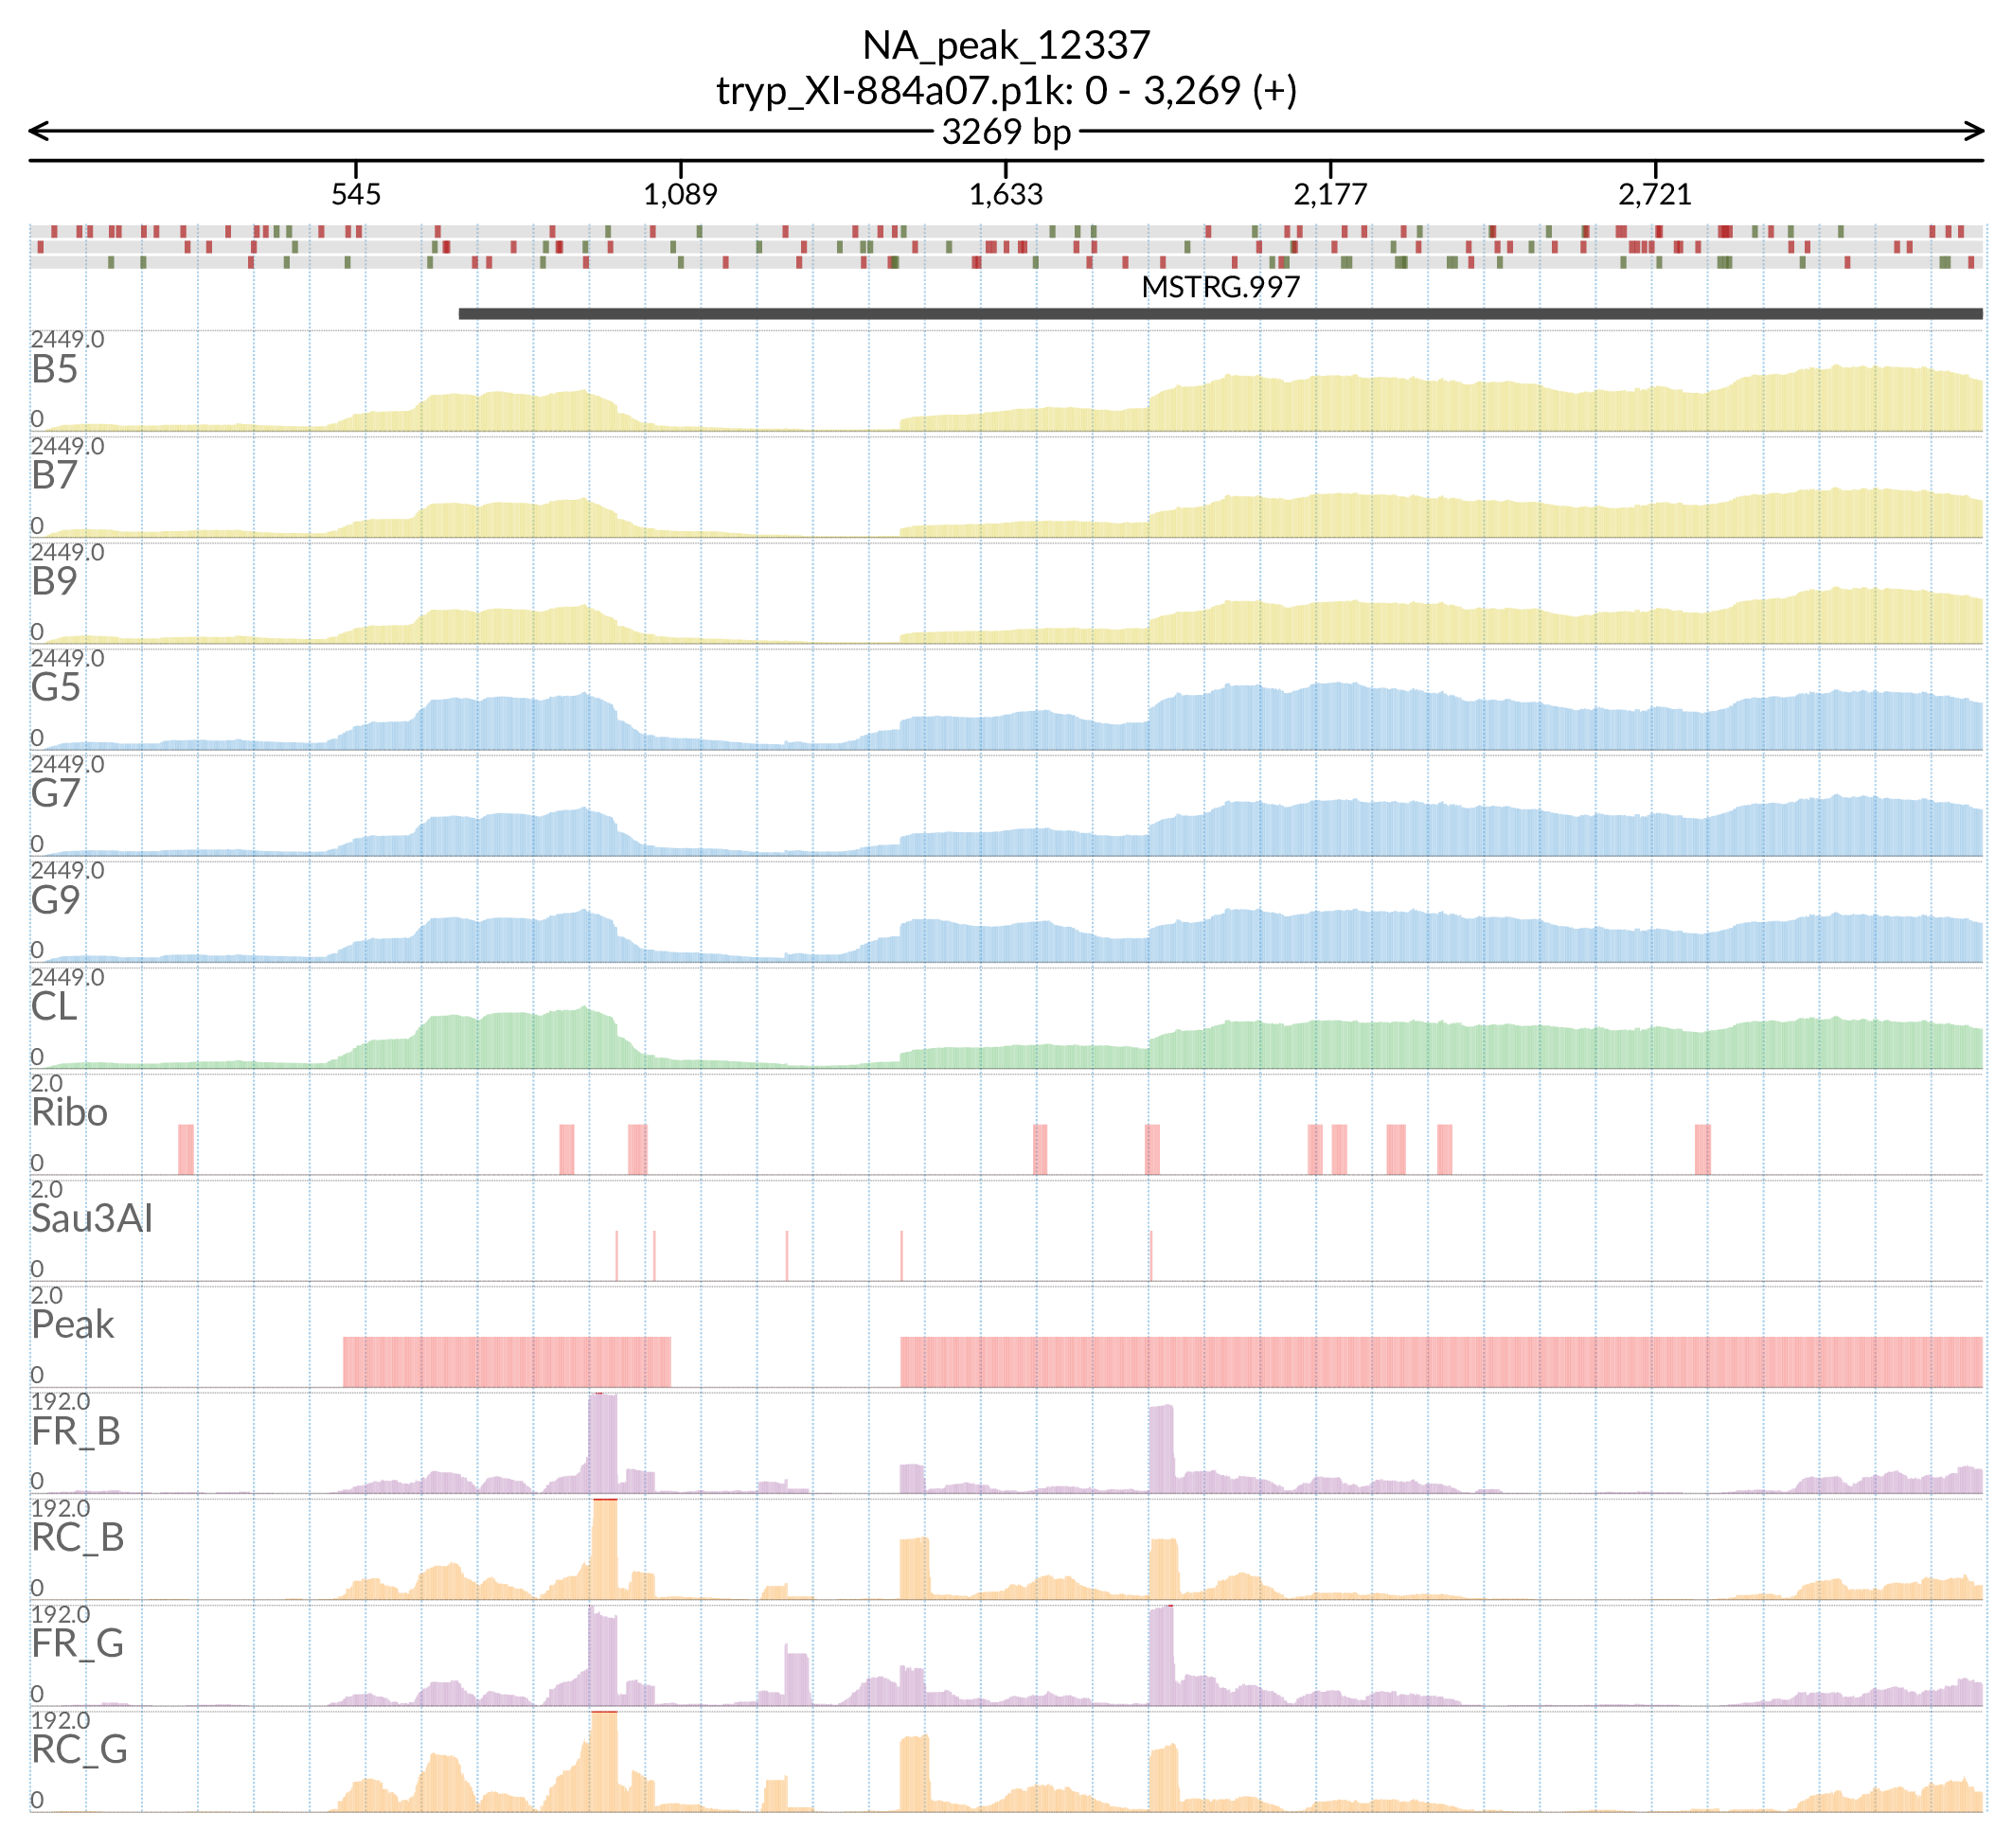 NA_peak_12337
tryp_XI-884a07.p1k: 0 - 3,269 (+)
3269 bp
545 1,089 1,633 2,177 2,721
MSTRG.997
2449.0
B5
0
2449.0
B7
0
2449.0
B9
0
2449.0
G5
0
2449.0
G7
0
2449.0
G9
0
2449.0
CL
0
2.0
Ribo
0
2.0
Sau3AI
0
2.0
Peak
0
192.0
FR_B
0
192.0
RC_B
0
192.0
FR_G
0
192.0
RC_G
0